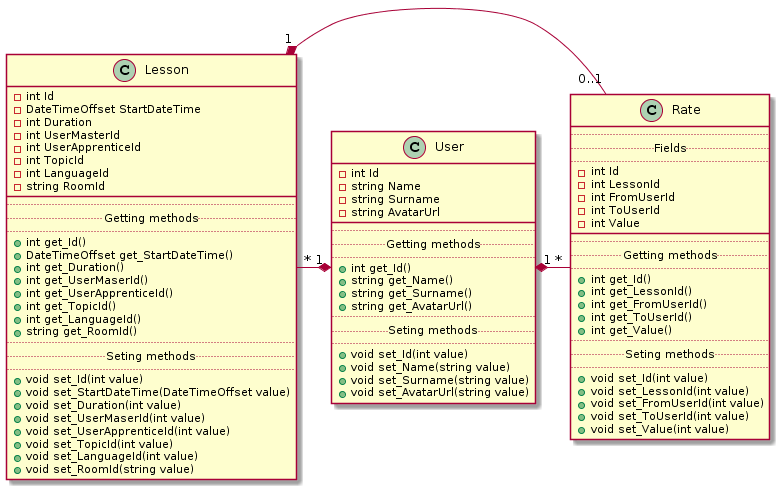 1
0..1
C Lesson
int Id
DateTimeOffset StartDateTime
int Duration
int UserMasterId
int UserApprenticeId
int TopicId
int LanguageId
string RoomId
Getting methods
int get_Id()
DateTimeOffset get_StartDateTime()
int get_Duration()
int get_UserMaserId()
int get_UserApprenticeId()
int get_TopicId()
int get_LanguageId()
string get_RoomId()
Seting methods
void set_Id(int value)
void set_StartDateTime(DateTimeOffset value)
void set_Duration(int value)
void set_UserMaserId(int value)
void set_UserApprenticeId(int value)
void set_TopicId(int value)
void set_LanguageId(int value)
void set_RoomId(string value)
* 1
C User
int Id
string Name
string Surname
string AvatarUrl
Getting methods
int get_Id()
string get_Name()
string get_Surname()
string get_AvatarUrl()
Seting methods
void set_Id(int value)
void set_Name(string value)
void set_Surname(string value)
void set_AvatarUrl(string value)
1 *
C Rate
Fields
int Id
int LessonId
int FromUserId
int ToUserId
int Value
Getting methods
int get_Id()
int get_LessonId()
int get_FromUserId()
int get_ToUserId()
int get_Value()
Seting methods
void set_Id(int value)
void set_LessonId(int value)
void set_FromUserId(int value)
void set_ToUserId(int value)
void set_Value(int value)